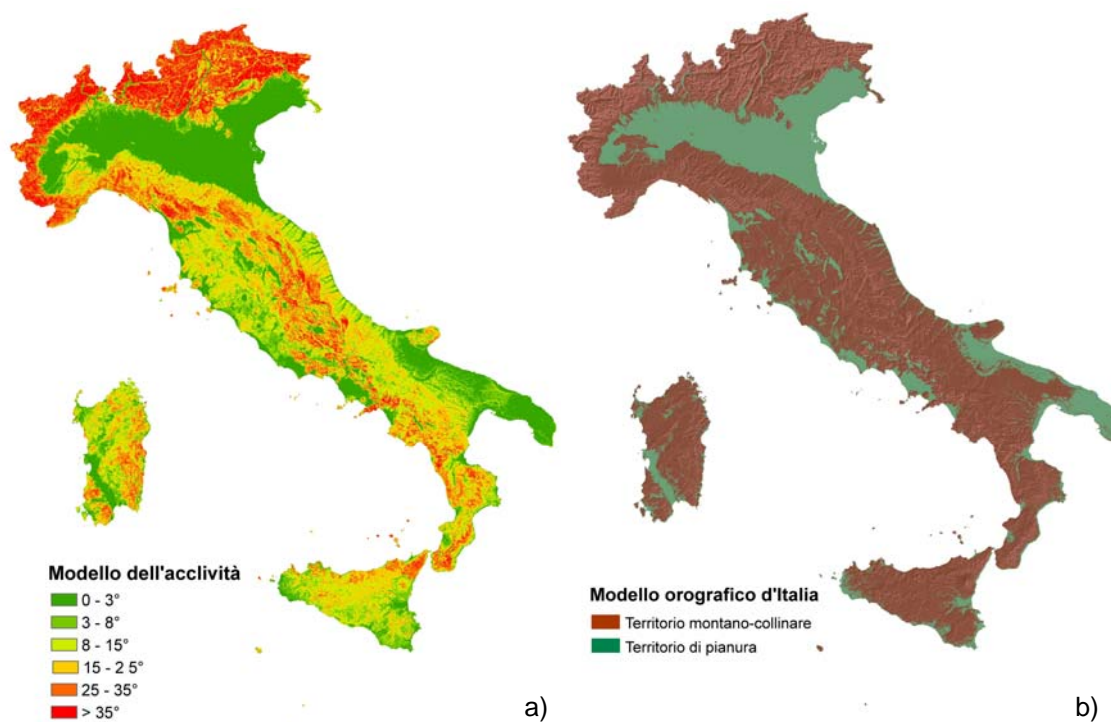 Modello dell'acclività
0 - 3°
3 - 8°
8 - 15°
15 - 2 5°
25 - 35°
> 35°
a)
Modello orografico d'Italia
Territorio montano-collinare
Territorio di pianura
b)